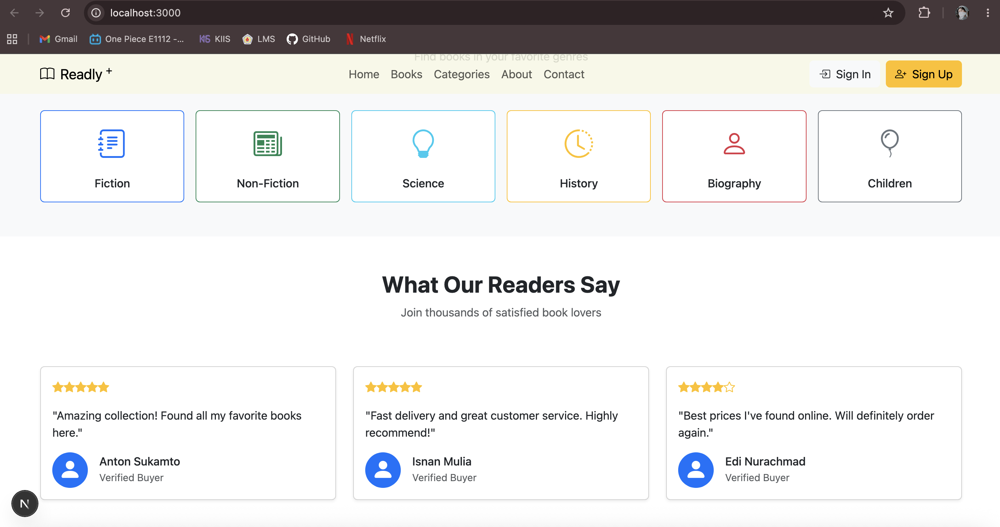 localhost:3000
Gmail
One Piece E1112 -...
KIIS
LMS
GitHub
Netflix
Find books in your favorite genres
Readly +
Home
Books
Categories
About
Contact
Sign In
Sign Up
Fiction
Non-Fiction
Science
History
Biography
Children
What Our Readers Say
Join thousands of satisfied book lovers
"Amazing collection! Found all my favorite books
here."
Anton Sukamto
Verified Buyer
"Fast delivery and great customer service. Highly
recommend!"
Isnan Mulia
Verified Buyer
"Best prices I've found online. Will definitely order
again."
Edi Nurachmad
Verified Buyer
N